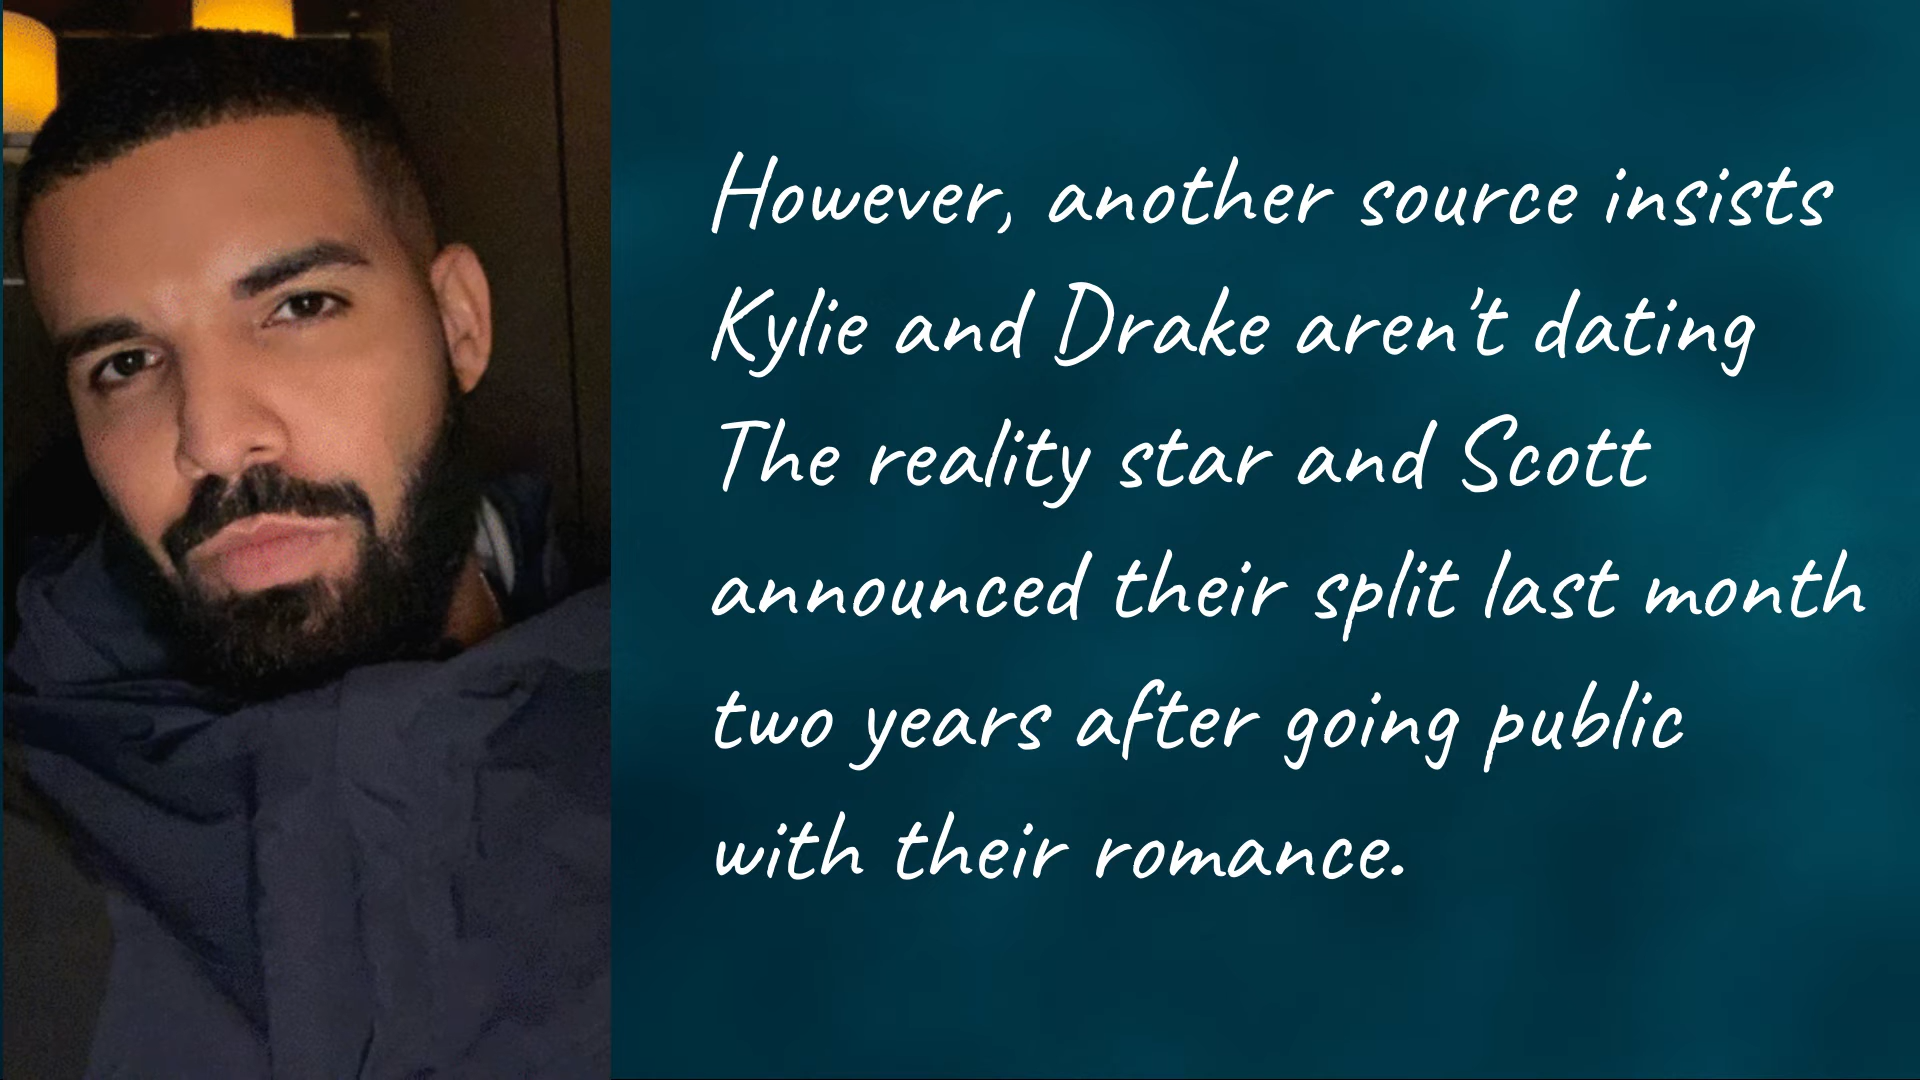 However, another source insists
Kylie and Drake aren't dating
The reality star and Scott
announced their split last month
two years after going public
with their romance.